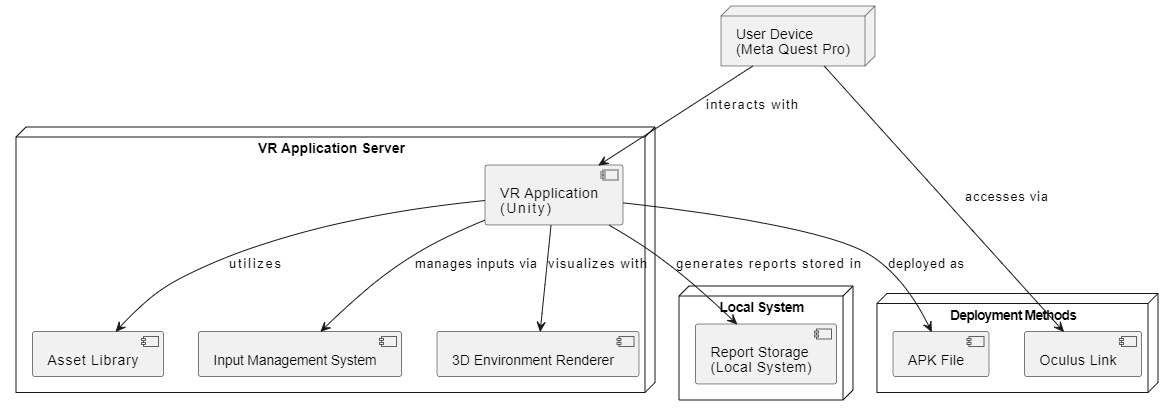 User Device
(Meta Quest Pro)
interacts with
VR Application Server
VR Application
(Unity)
accesses via
utilizes
manages inputs via
visualizes with
generates reports stored in
deployed as
Local System
Deployment Methods
Asset Library
Input Management System
3D Environment Renderer
Report Storage
(Local System)
APK File
Oculus Link